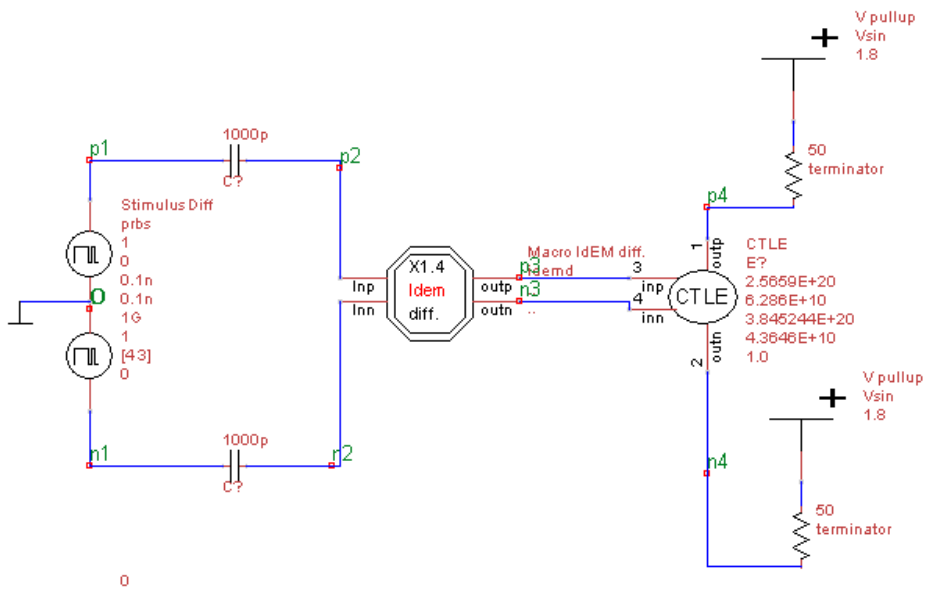 V pullup
Vsin
1.8
1000p
p1
p2
C?
50
terminator
Stimulus Diff
prbs
1
0
0.1n
0.1n
1G
1
[43]
0
0
p4
1
outp
X1.4
Idem
diff.
Inp
Inn
outp
outn
Macro IdEM diff.
idemd
..
p3
n3
3
4
inp
inn
CTLE
CTLE
E?
2.5659E+20
6.286E+10
3.845244E+20
4.3646E+10
1.0
2
outn
V pullup
Vsin
1.8
1000p
n1
n2
C?
n4
50
terminator
0